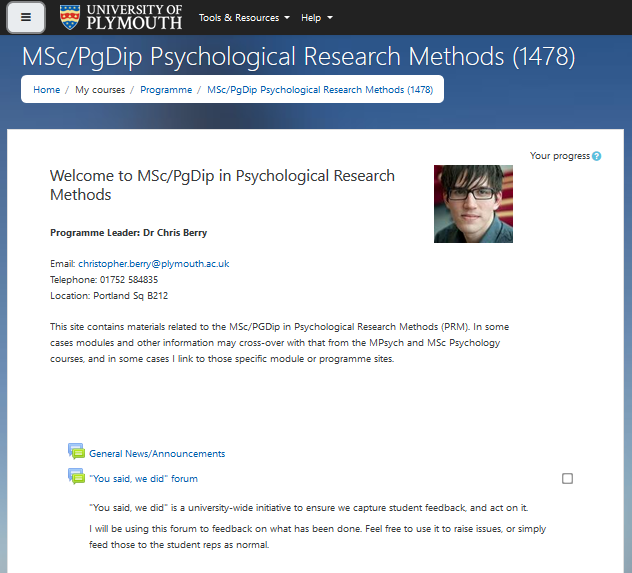 UNIVERSITY OF
PLYMOUTH
Tools & Resources
Help
MSc/PgDip Psychological Research Methods (1478)
Home / My courses / Programme / MSc/PgDip Psychological Research Methods (1478)
Your progress
Welcome to MSc/PgDip in Psychological Research
Methods
Programme Leader: Dr Chris Berry
Email: christopher.berry@plymouth.ac.uk
Telephone: 01752 584835
Location: Portland Sq B212
This site contains materials related to the MSc/PGDip in Psychological Research Methods (PRM). In some
cases modules and other information may cross-over with that from the MPsych and MSc Psychology
courses, and in some cases I link to those specific module or programme sites.
General News/Announcements
"You said, we did" forum
"You said, we did" is a university-wide initiative to ensure we capture student feedback, and act on it.
I will be using this forum to feedback on what has been done. Feel free to use it to raise issues, or simply
feed those to the student reps as normal.